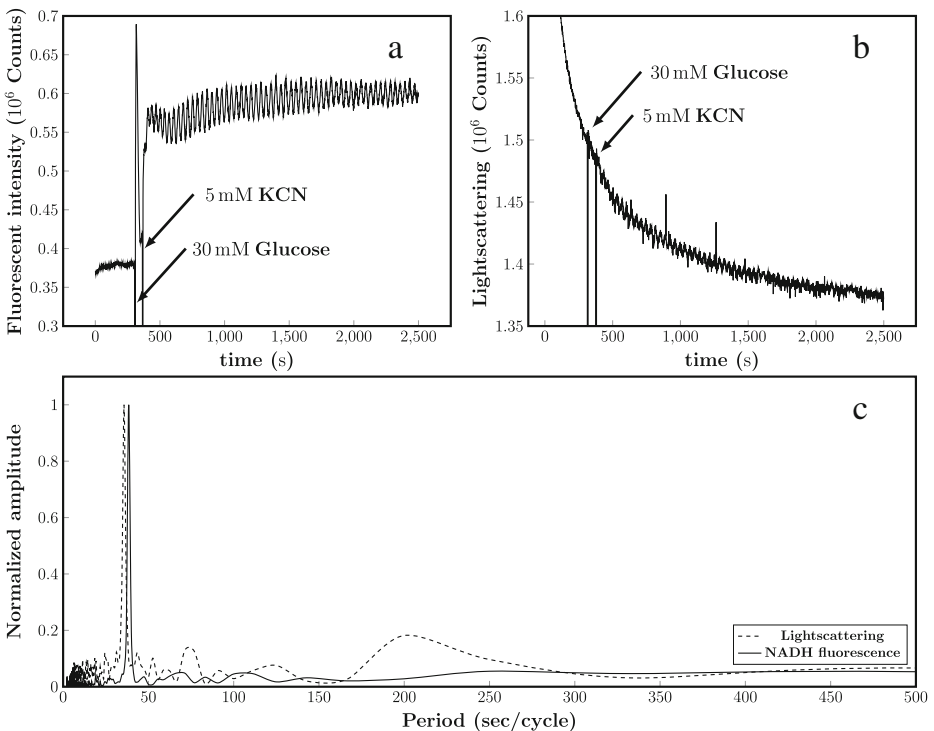 0.7
0.65
0.6
0.55
0.5
0.45
0.4
0.35
0.3
Fluorescent intensity (10⁶ Counts)
a
5 mM KCN
30 mM Glucose
0 500 1,000 1,500 2,000 2,500
time (s)
1.6
1.55
1.5
1.45
1.4
1.35
Lightscattering (10⁶ Counts)
b
30 mM Glucose
5 mM KCN
0 500 1,000 1,500 2,000 2,500
time (s)
1
0.8
0.6
0.4
0.2
0
Normalized amplitude
c
Lightscattering
NADH fluorescence
0 50 100 150 200 250 300 350 400 450 500
Period (sec/cycle)